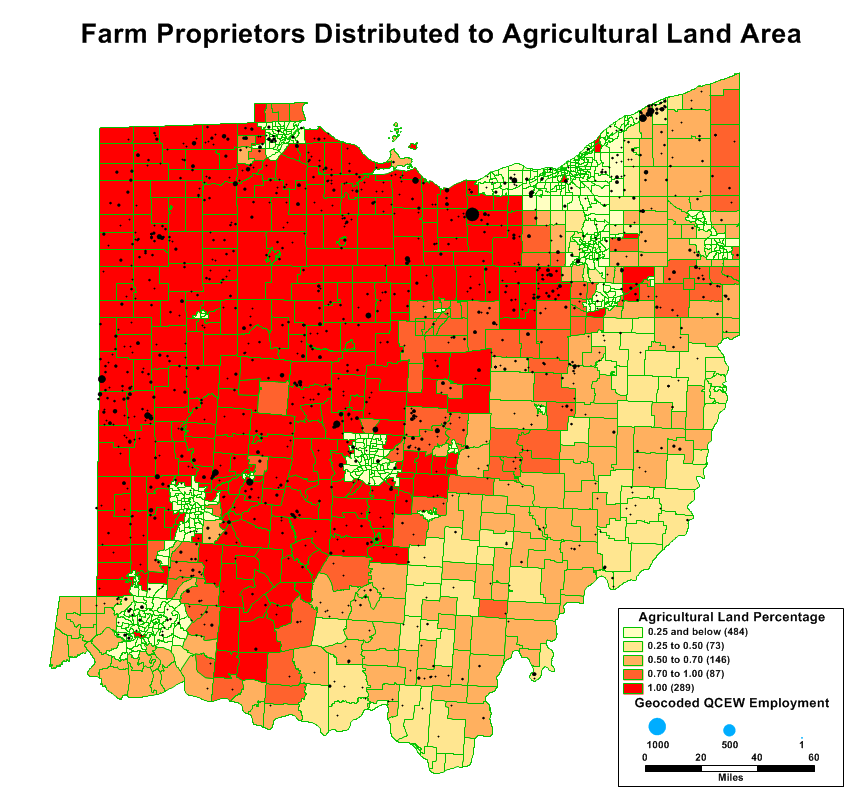 Farm Proprietors Distributed to Agricultural Land Area
Agricultural Land Percentage
0.25 and below (484)
0.25 to 0.50 (73)
0.50 to 0.70 (146)
0.70 to 1.00 (87)
1.00 (289)
Geocoded QCEW Employment
1000 500 1
0 20 40 60
Miles